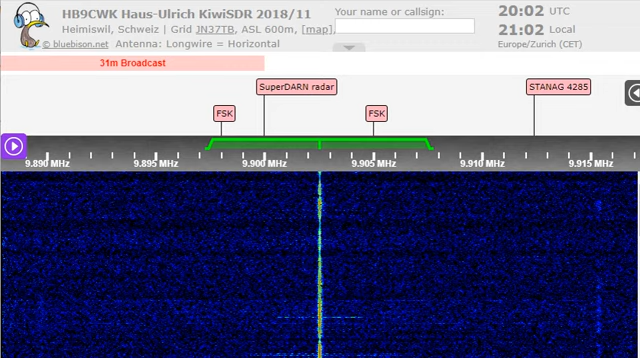 HB9CWK Haus-Ulrich KiwiSDR 2018/11
Heimiswil, Schweiz | Grid JN37TB, ASL 600m, [map],
© bluebison.net Antenna: Longwire = Horizontal
Your name or callsign:
20:02 UTC
21:02 Local
Europe/Zurich (CET)
31m Broadcast
SuperDARN radar
STANAG 4285
FSK
FSK
9.890 MHz
9.895 MHz
9.900 MHz
9.905 MHz
9.910 MHz
9.915 MHz